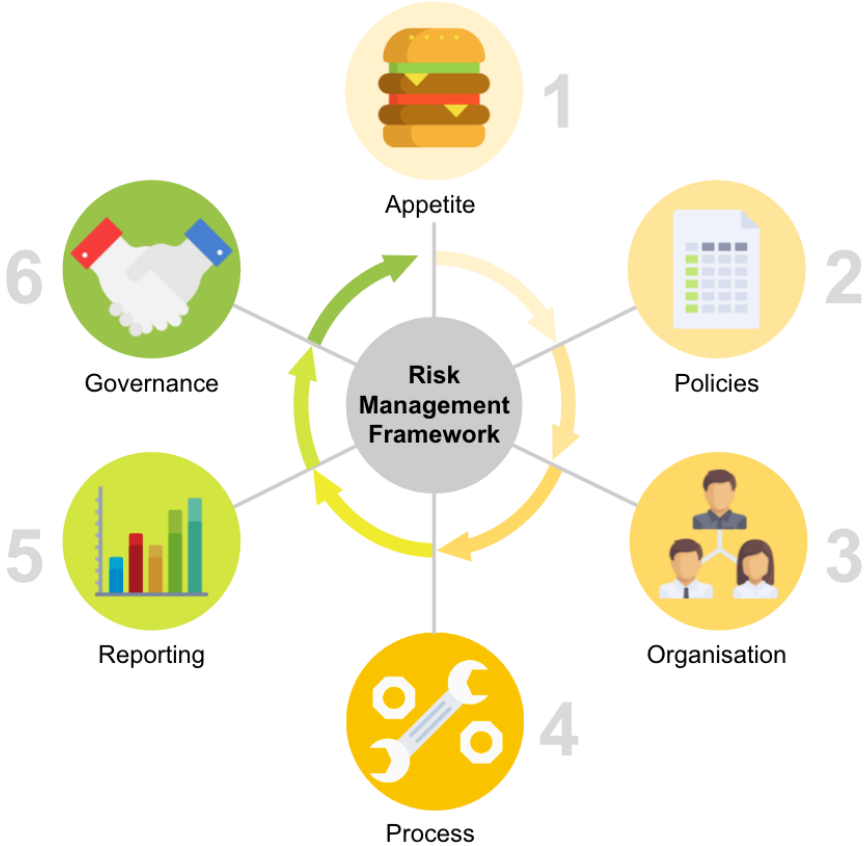 1
Appetite
2
Policies
3
Organisation
4
Process
5
Reporting
6
Governance
Risk
Management
Framework